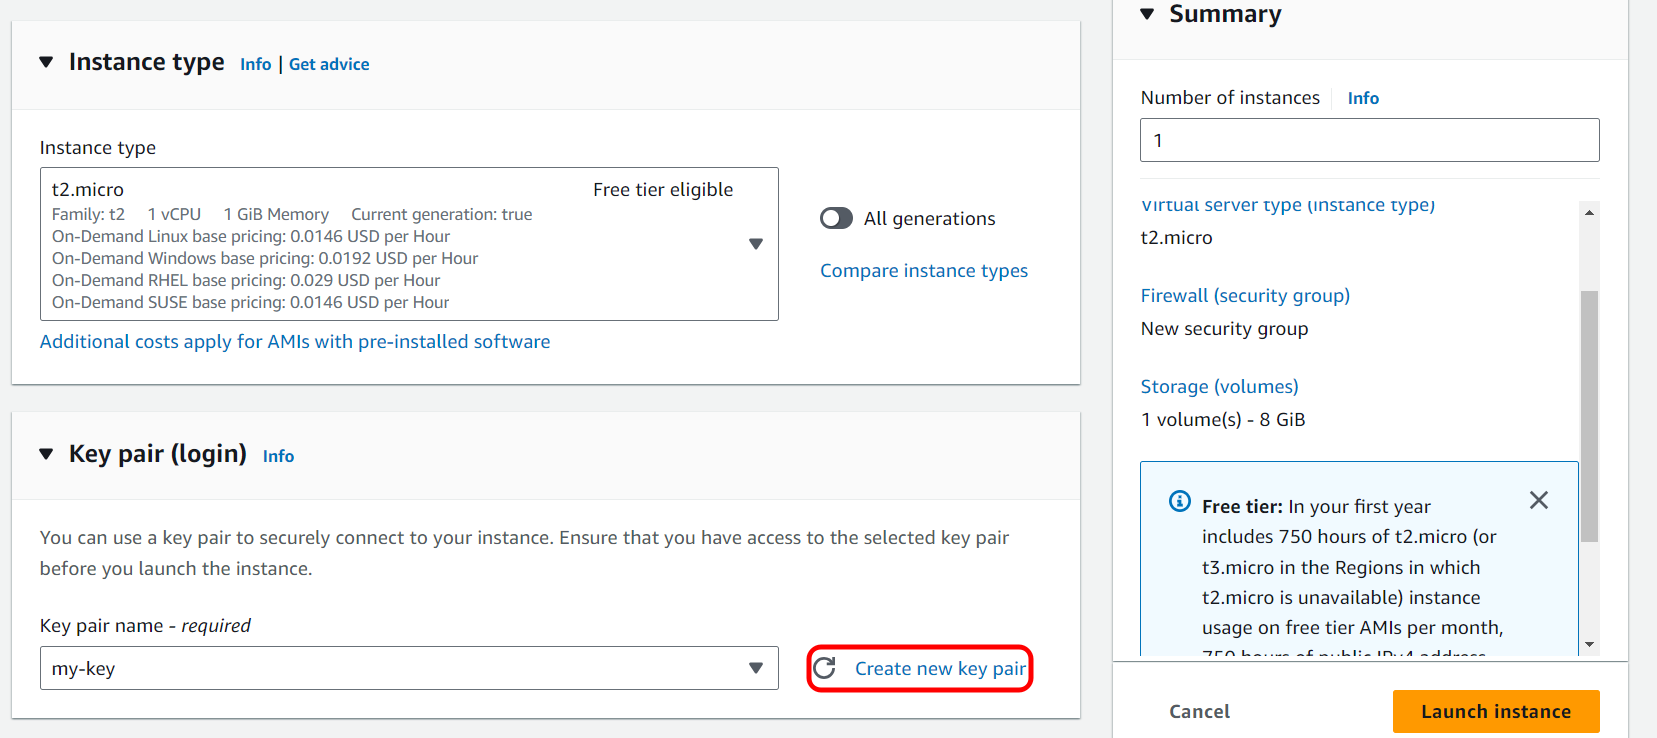 Instance type Info | Get advice
Instance type
t2.micro Free tier eligible
Family: t2 1 vCPU 1 GiB Memory Current generation: true
On-Demand Linux base pricing: 0.0146 USD per Hour
On-Demand Windows base pricing: 0.0192 USD per Hour
On-Demand RHEL base pricing: 0.029 USD per Hour
On-Demand SUSE base pricing: 0.0146 USD per Hour
All generations
Compare instance types
Additional costs apply for AMIs with pre-installed software
Key pair (login) Info
You can use a key pair to securely connect to your instance. Ensure that you have access to the selected key pair
before you launch the instance.
Key pair name - required
my-key
Create new key pair
Summary
Number of instances Info
1
Virtual server type (instance type)
t2.micro
Firewall (security group)
New security group
Storage (volumes)
1 volume(s) - 8 GiB
Free tier: In your first year
includes 750 hours of t2.micro (or
t3.micro in the Regions in which
t2.micro is unavailable) instance
usage on free tier AMIs per month,
750 hours of public IPv4 address
Cancel
Launch instance